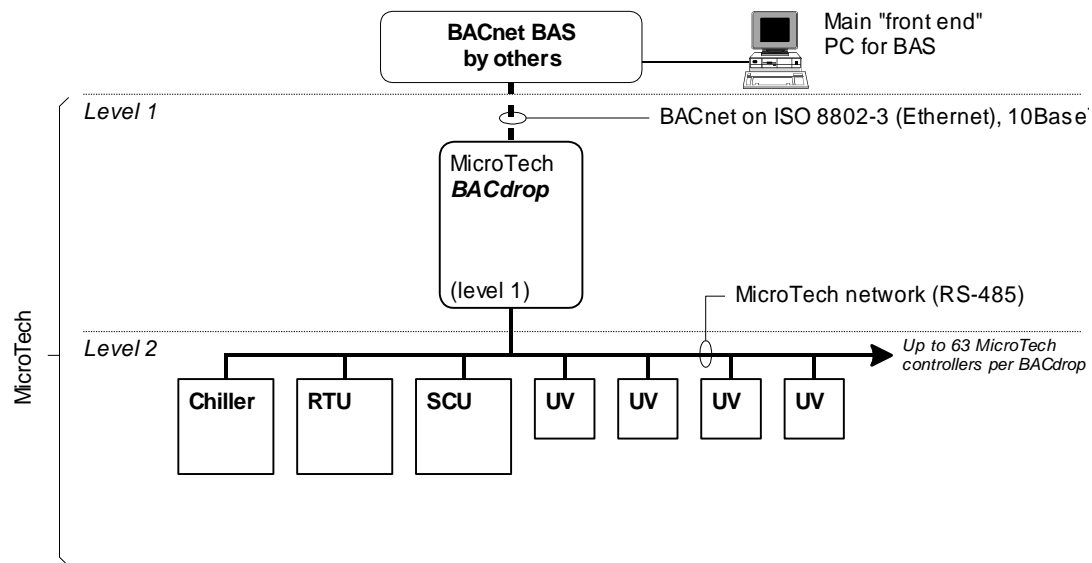 BACnet BAS
by others
Main "front end"
PC for BAS
Level 1
BACnet on ISO 8802-3 (Ethernet), 10BaseT
MicroTech
BACdrop
(level 1)
MicroTech network (RS-485)
Level 2
Up to 63 MicroTech
controllers per BACdrop
Chiller
RTU
SCU
UV
UV
UV
UV
MicroTech